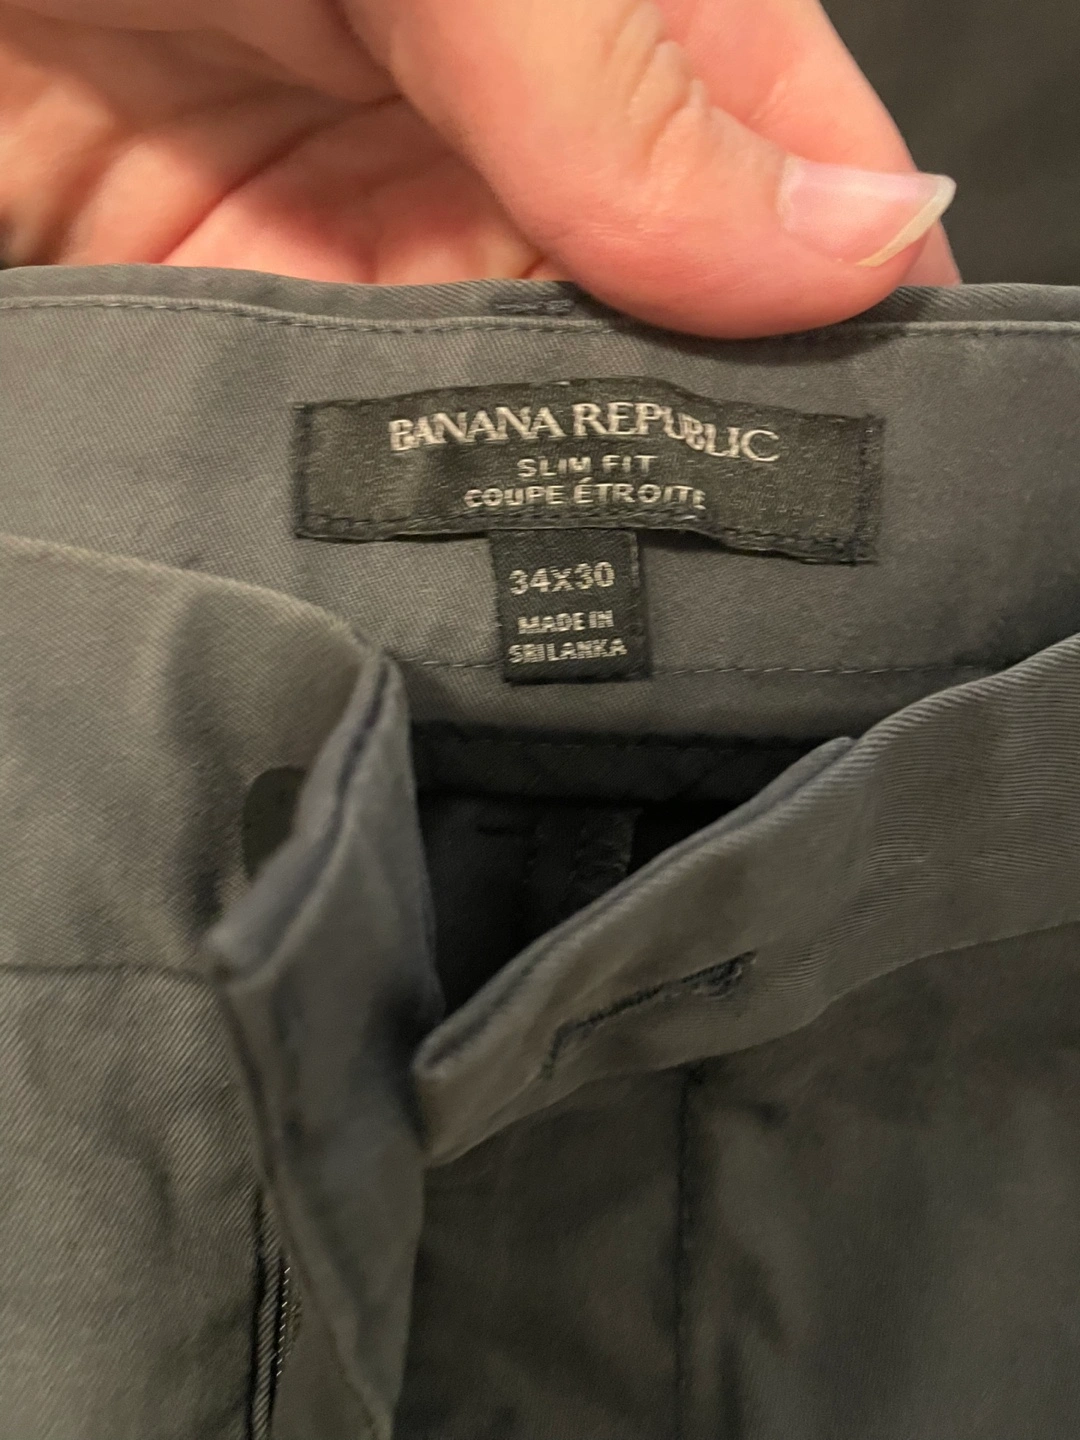 BANANA REPUBLIC
SLIM FIT
COUPE ÉTROITE
34X30
MADE IN
SRI LANKA